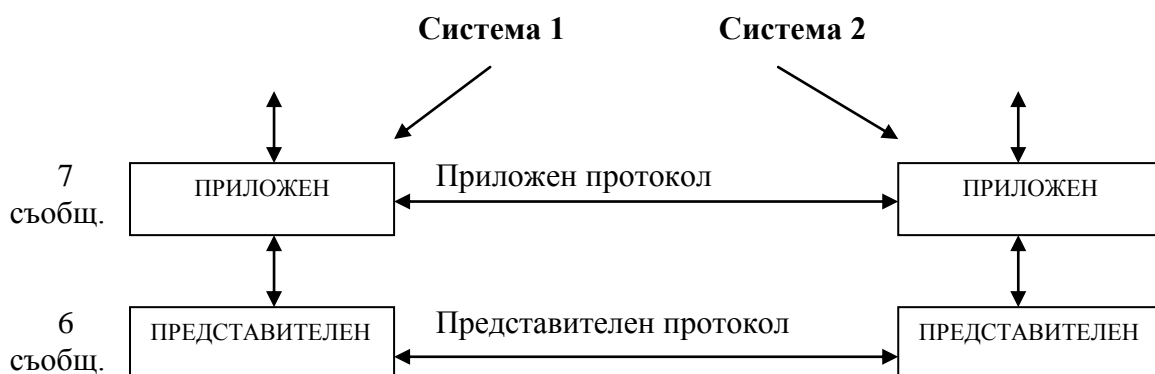 Система 1 Система 2
7 ПРИЛОЖЕН Приложен протокол ПРИЛОЖЕН
съобщ.
6 ПРЕДСТАВИТЕЛЕН Представителен протокол ПРЕДСТАВИТЕЛЕН
съобщ.